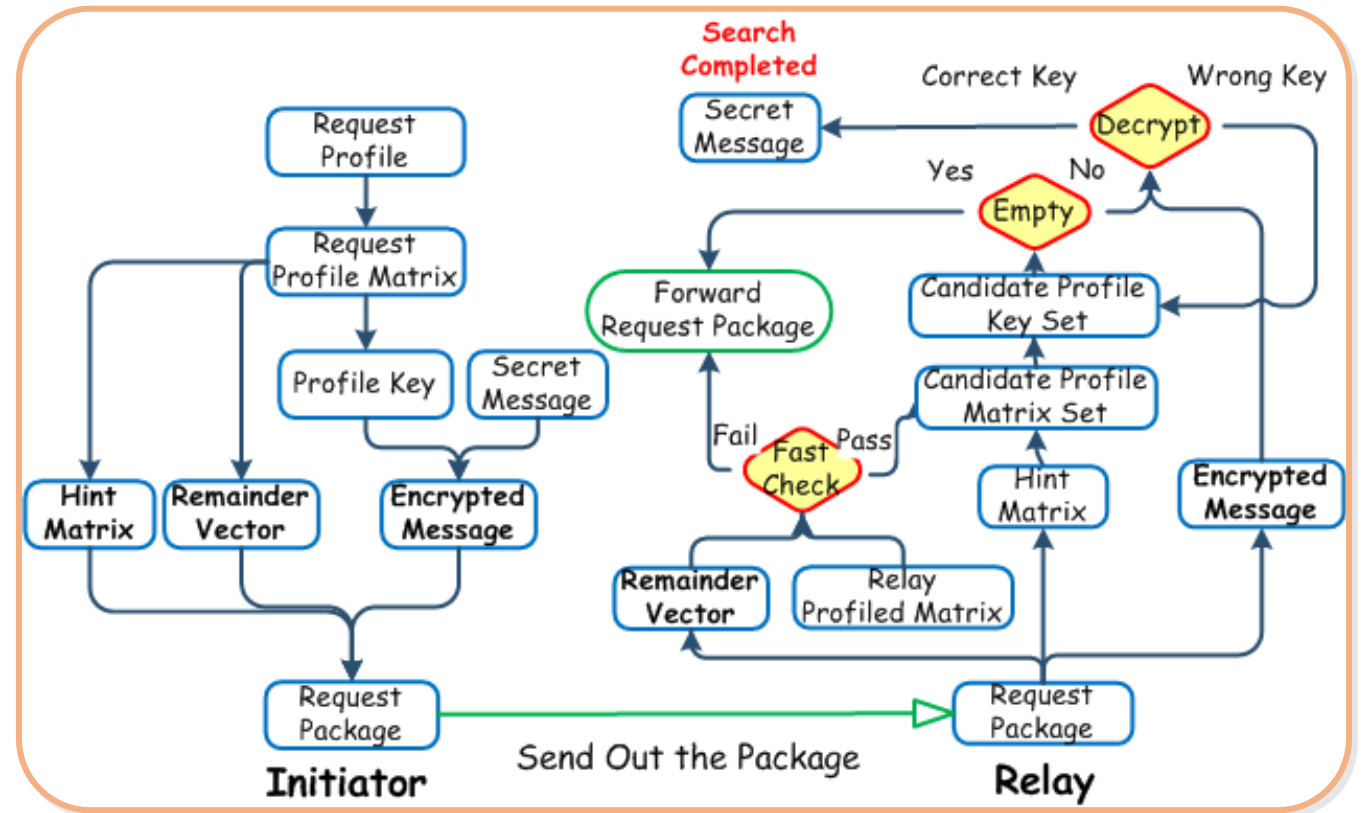 Search
Completed
Correct Key
Wrong Key
Request
Profile
Secret
Message
Decrypt
Yes
No
Empty
Request
Profile Matrix
Forward
Request Package
Candidate Profile
Key Set
Profile Key
Secret
Message
Candidate Profile
Matrix Set
Fail
Pass
Fast
Check
Hint
Matrix
Remainder
Vector
Encrypted
Message
Hint
Matrix
Encrypted
Message
Remainder
Vector
Relay
Profiled Matrix
Request
Package
Request
Package
Send Out the Package
Initiator
Relay